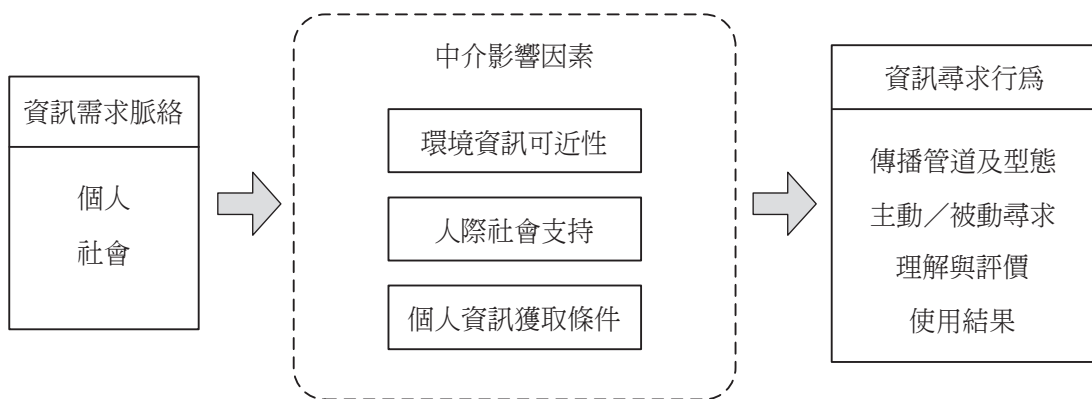 資訊需求脈絡
個人
社會
中介影響因素
環境資訊可近性
人際社會支持
個人資訊獲取條件
資訊尋求行爲
傳播管道及型態
主動／被動尋求
理解與評價
使用結果